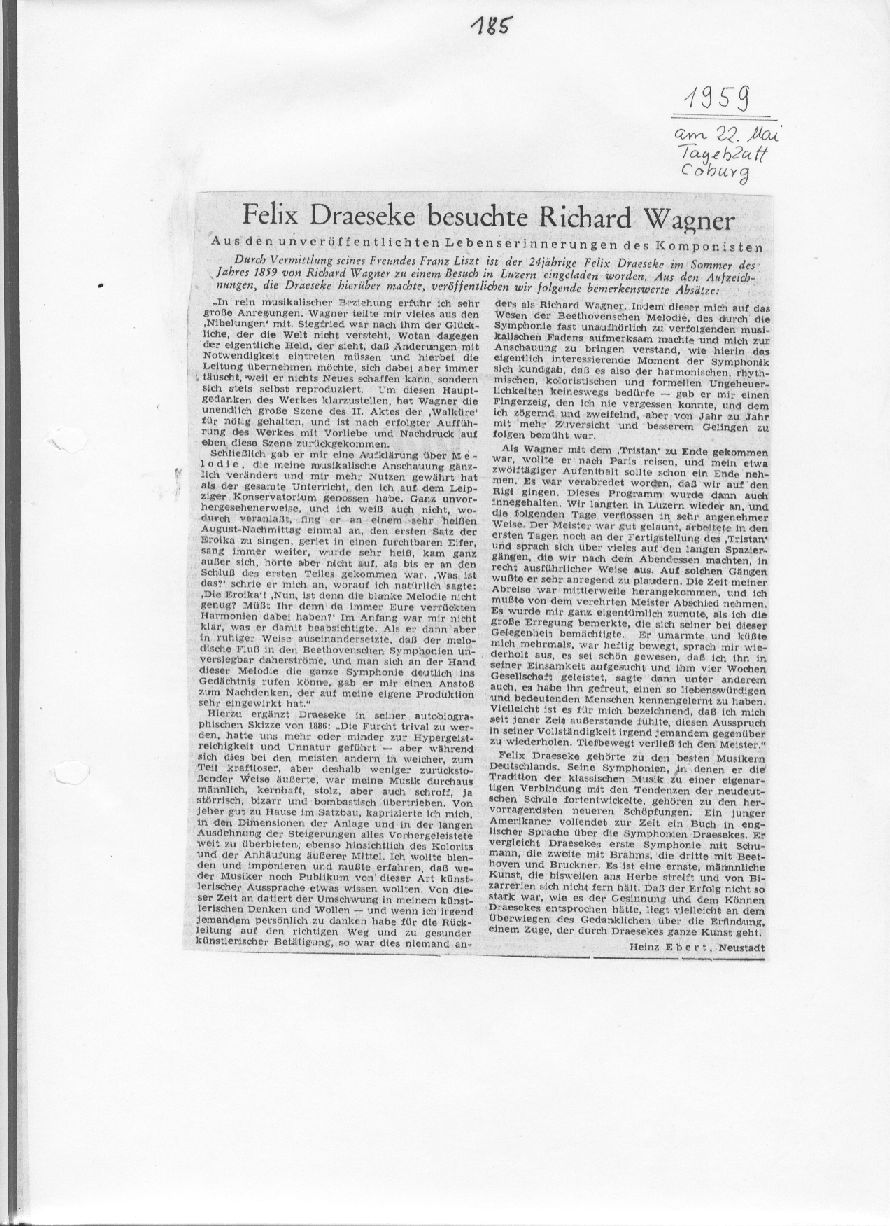 185
1959
am 22. Mai
Tageblatt
Coburg
Felix Draeseke besuchte Richard Wagner
Aus den unveröffentlichten Lebenserinnerungen des Komponisten
Durch Vermittlung seines Freundes Franz Liszt ist der 24jährige Felix Draeseke im Sommer des
Jahres 1859 von Richard Wagner zu einem Besuch in Luzern eingeladen worden. Aus den Aufzeich-
nungen, die Draeseke hierüber machte, veröffentlichen wir folgende bemerkenswerte Absätze:
„In rein musikalischer Beziehung erfuhr ich sehr
große Anregungen. Wagner teilte mir vieles aus den
‚Nibelungen' mit. Siegfried war nach ihm der Glück-
liche, der die Welt nicht versteht, Wotan dagegen
der eigentliche Held, der sieht, daß Änderungen mit
Notwendigkeit eintreten müssen und hierbei die
Leitung übernehmen möchte, sich dabei aber immer
täuscht, weil er nichts Neues schaffen kann, sondern
sich stets selbst reproduziert. Um diesen Haupt-
gedanken des Werkes klarzustellen, hat Wagner die
unendlich große Szene des II. Aktes der ‚Walküre'
für nötig gehalten, und ist nach erfolgter Auffüh-
rung des Werkes mit Vorliebe und Nachdruck auf
eben diese Szene zurückgekommen.
Schließlich gab er mir eine Aufklärung über Me-
lodie, die meine musikalische Anschauung gänz-
lich verändert und mir mehr Nutzen gewährt hat
als der gesamte Unterricht, den ich auf dem Leip-
ziger Konservatorium genossen habe. Ganz unvor-
hergesehenerweise, und ich weiß auch nicht, wo-
durch veranlaßt, fing er an einem sehr heißen
August-Nachmittag einmal an, den ersten Satz der
Eroika zu singen, geriet in einen furchtbaren Eifer,
sang immer weiter, wurde sehr heiß, kam ganz
außer sich, hörte aber nicht auf, als bis er an den
Schluß des ersten Teiles gekommen war. ‚Was ist
das?' schrie er mich an, worauf ich natürlich sagte:
‚Die Eroika'! ‚Nun, ist denn die blanke Melodie nicht
genug? Müßt Ihr denn da immer Eure verrückten
Harmonien dabei haben?' Im Anfang war mir nicht
klar, was er damit beabsichtigte. Als er dann aber
in ruhiger Weise auseinandersetzte, daß der melo-
dische Fluß in den Beethovenschen Symphonien un-
versiegbar daherströme, und man sich an der Hand
dieser Melodie die ganze Symphonie deutlich ins
Gedächtnis rufen könne, gab er mir einen Anstoß
zum Nachdenken, der auf meine eigene Produktion
sehr eingewirkt hat."
Hierzu ergänzt Draeseke in seiner autobiogra-
phischen Skizze von 1886: „Die Furcht trival zu wer-
den, hatte uns mehr oder minder zur Hypergeist-
reichigkeit und Unnatur geführt — aber während
sich dies bei den meisten andern in weicher, zum
Teil kraftloser, aber deshalb weniger zurücksto-
ßender Weise äußerte, war meine Musik durchaus
männlich, kernhaft, stolz, aber auch schroff, ja
störrisch, bizarr und bombastisch übertrieben. Von
jeher gut zu Hause im Satzbau, kaprizierte ich mich,
in den Dimensionen der Anlage und in der langen
Ausdehnung der Steigerungen alles Vorhergeleistete
weit zu überbieten, ebenso hinsichtlich des Kolorits
und der Anhäufung äußerer Mittel. Ich wollte blen-
den und imponieren und mußte erfahren, daß we-
der Musiker noch Publikum von dieser Art künst-
lerischer Aussprache etwas wissen wollten. Von die-
ser Zeit an datiert der Umschwung in meinem künst-
lerischen Denken und Wollen — und wenn ich irgend
jemandem persönlich zu danken habe für die Rück-
leitung auf den richtigen Weg und zu gesunder
künstlerischer Betätigung, so war dies niemand an-
ders als Richard Wagner. Indem dieser mich auf das
Wesen der Beethovenschen Melodie, des durch die
Symphonie fast unaufhörlich zu verfolgenden musi-
kalischen Fadens aufmerksam machte und mich zur
Anschauung zu bringen verstand, wie hierin das
eigentlich interessierende Moment der Symphonik
sich kundgab, daß es also der harmonischen, rhyth-
mischen, koloristischen und formellen Ungeheuer-
lichkeiten keineswegs bedürfe — gab er mir einen
Fingerzeig, den ich nie vergessen konnte, und dem
ich zögernd und zweifelnd, aber von Jahr zu Jahr
mit mehr Zuversicht und besserem Gelingen zu
folgen bemüht war.
Als Wagner mit dem ‚Tristan' zu Ende gekommen
war, wollte er nach Paris reisen, und mein etwa
zwölftägiger Aufenthalt sollte schon ein Ende neh-
men. Es war verabredet worden, daß wir auf den
Rigi gingen. Dieses Programm wurde dann auch
innegehalten. Wir langten in Luzern wieder an, und
die folgenden Tage verflossen in sehr angenehmer
Weise. Der Meister war gut gelaunt, arbeitete in den
ersten Tagen noch an der Fertigstellung des ‚Tristan'
und sprach sich über vieles auf den langen Spazier-
gängen, die wir nach dem Abendessen machten, in
recht ausführlicher Weise aus. Auf solchen Gängen
wußte er sehr anregend zu plaudern. Die Zeit meiner
Abreise war mittlerweile herangekommen, und ich
mußte von dem verehrten Meister Abschied nehmen.
Es wurde mir ganz eigentümlich zumute, als ich die
große Erregung bemerkte, die sich seiner bei dieser
Gelegenheit bemächtigte. Er umarmte und küßte
mich mehrmals, war heftig bewegt, sprach mir wie-
derholt aus, es sei schön gewesen, daß ich ihn in
seiner Einsamkeit aufgesucht und ihm vier Wochen
Gesellschaft geleistet, sagte dann unter anderem
auch, es habe ihn gefreut, einen so liebenswürdigen
und bedeutenden Menschen kennengelernt zu haben.
Vielleicht ist es für mich bezeichnend, daß ich mich
seit jener Zeit außerstande fühlte, diesen Ausspruch
in seiner Vollständigkeit irgend jemandem gegenüber
zu wiederholen. Tiefbewegt verließ ich den Meister."
Felix Draeseke gehörte zu den besten Musikern
Deutschlands. Seine Symphonien, in denen er die
Tradition der klassischen Musik zu einer eigenar-
tigen Verbindung mit den Tendenzen der neudeut-
schen Schule fortentwickelte, gehören zu den her-
vorragendsten neueren Schöpfungen. Ein junger
Amerikaner vollendet zur Zeit ein Buch in eng-
lischer Sprache über die Symphonien Draesekes. Er
vergleicht Draesekes erste Symphonie mit Schu-
mann, die zweite mit Brahms, die dritte mit Beet-
hoven und Bruckner. Es ist eine ernste, männliche
Kunst, die bisweilen ans Herbe streift und von Bi-
zarrerien sich nicht fern hält. Daß der Erfolg nicht so
stark war, wie es der Gesinnung und dem Können
Draesekes entsprochen hätte, liegt vielleicht an dem
Überwiegen des Gedanklichen über die Erfindung,
einem Zuge, der durch Draesekes ganze Kunst geht.
Heinz Ebert, Neustadt